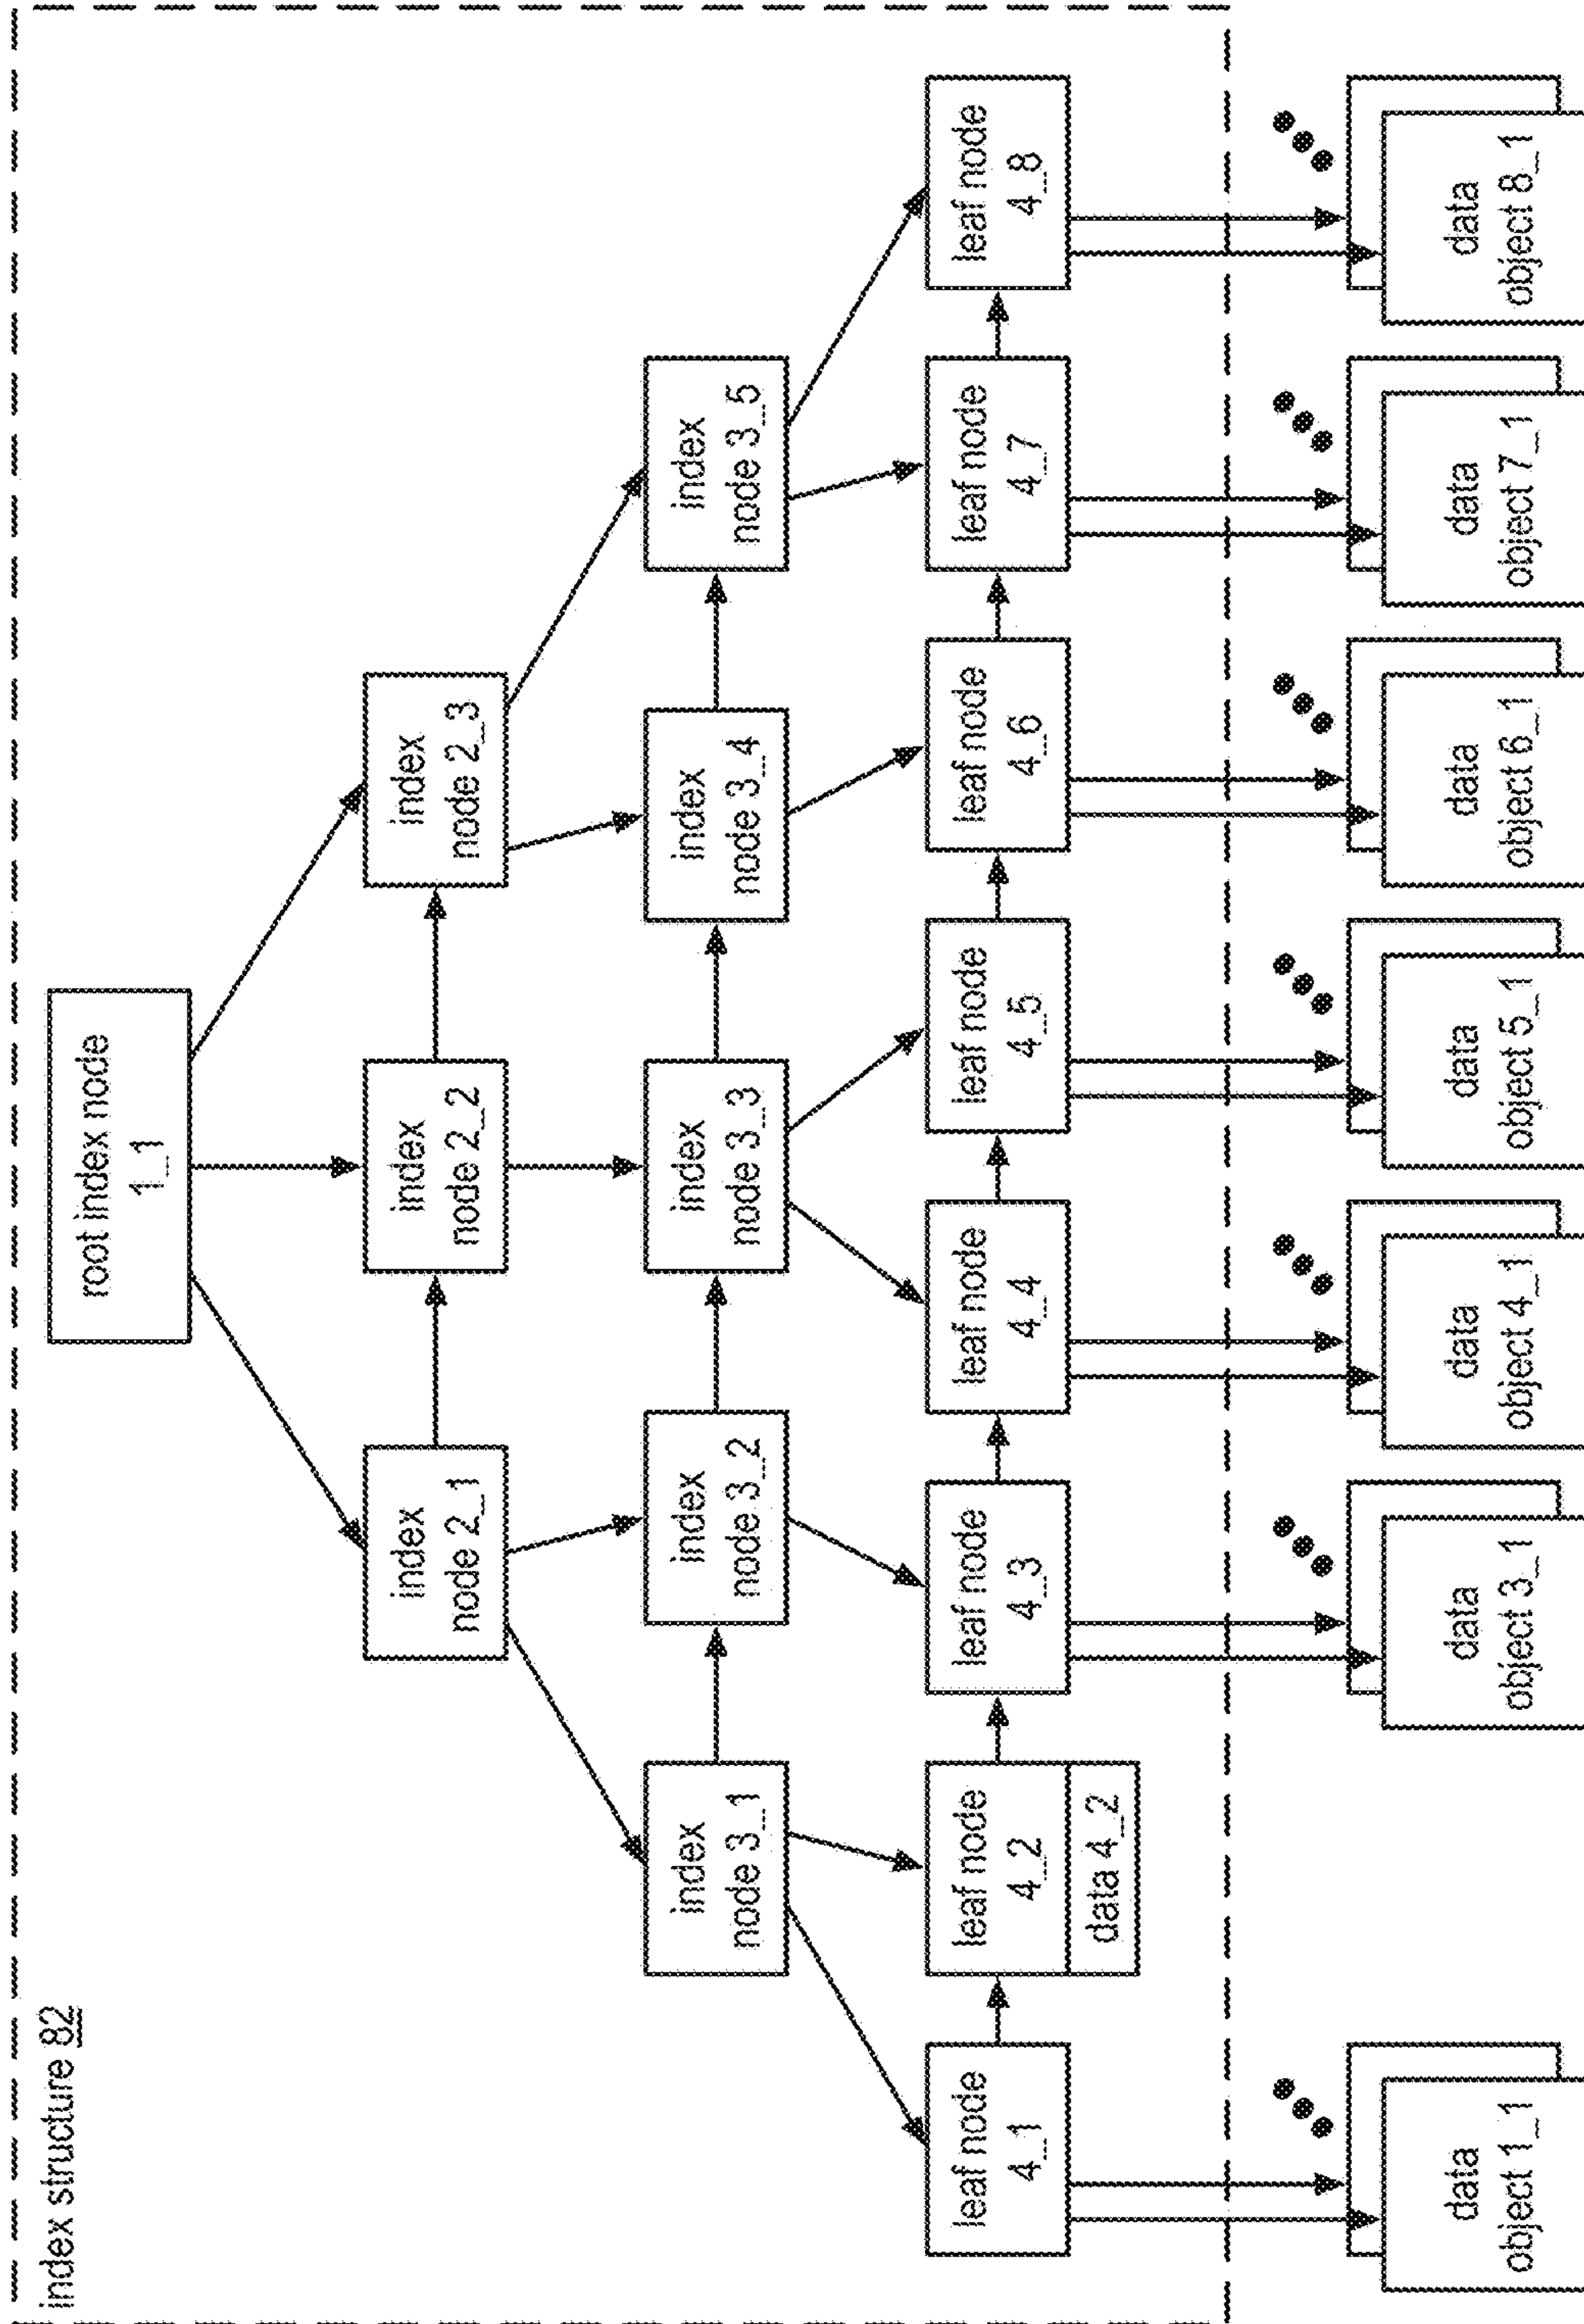 index structure 82
root index node
1_1
index
node 2_1
index
node 2_2
index
node 2_3
index
node 3_1
index
node 3_2
index
node 3_3
index
node 3_4
index
node 3_5
leaf node
4_1
leaf node
4_2
data 4_2
leaf node
4_3
leaf node
4_4
leaf node
4_5
leaf node
4_6
leaf node
4_7
leaf node
4_8
data
object 1_1
data
object 3_1
data
object 4_1
data
object 5_1
data
object 6_1
data
object 7_1
data
object 8_1